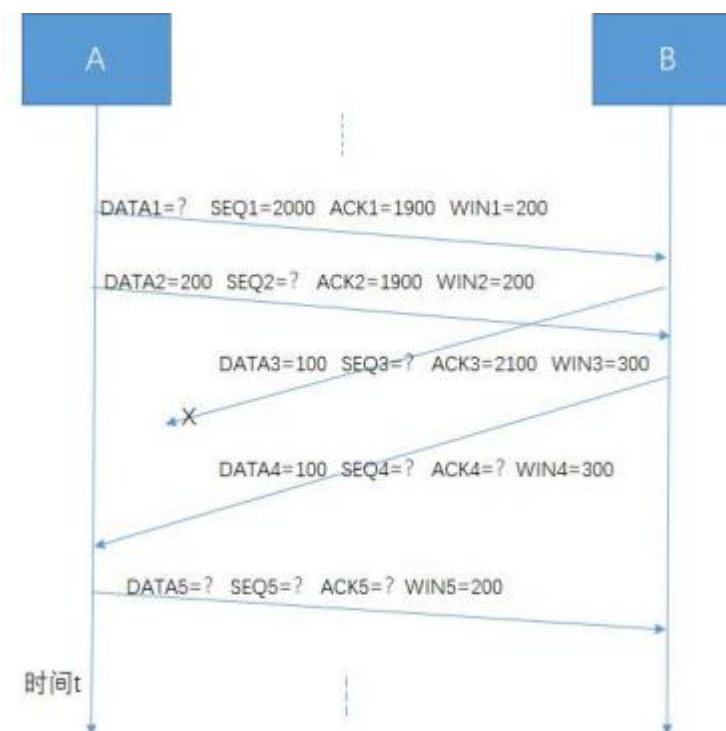 A
B
DATA1=？ SEQ1=2000 ACK1=1900 WIN1=200
DATA2=200 SEQ2=？ ACK2=1900 WIN2=200
DATA3=100 SEQ3=？ ACK3=2100 WIN3=300
X
DATA4=100 SEQ4=？ ACK4=？ WIN4=300
DATA5=？ SEQ5=？ ACK5=？ WIN5=200
时间t